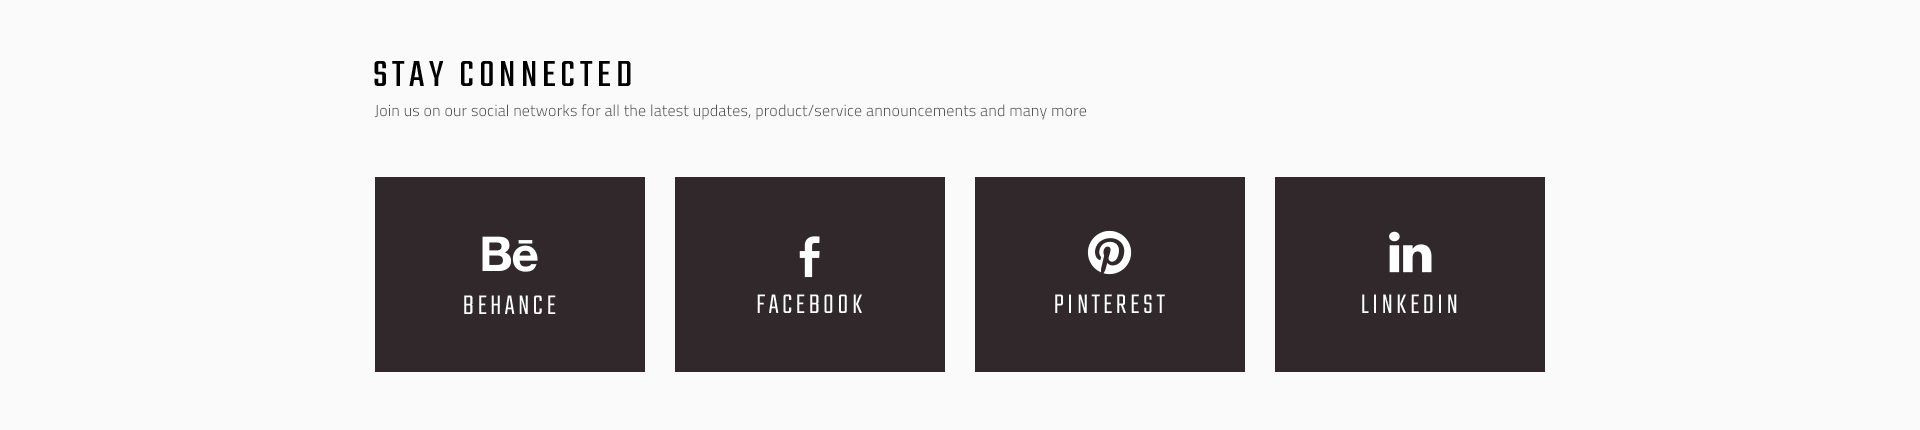 STAY CONNECTED
Join us on our social networks for all the latest updates, product/service announcements and many more
Bē
f
in
BEHANCE
FACEBOOK
PINTEREST
LINKEDIN